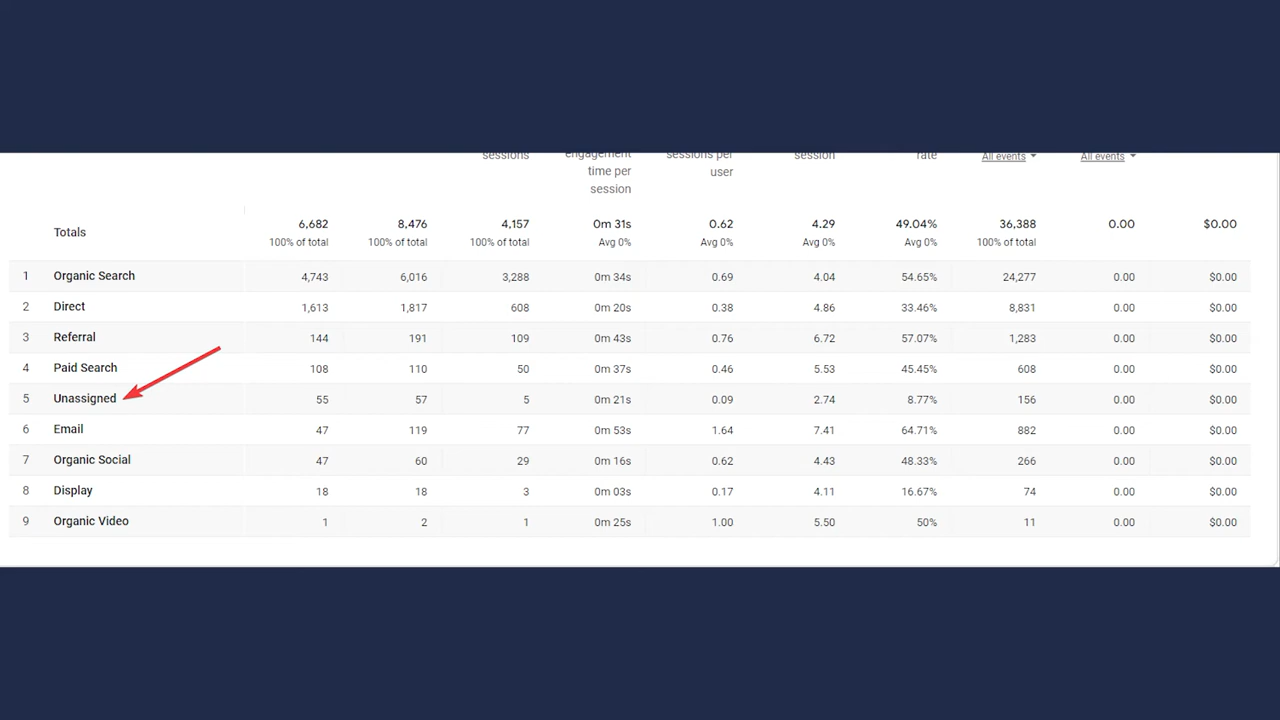 sessions engagement sessions per session rate All events All events
time per user
session
Totals 6,682 8,476 4,157 0m 31s 0.62 4.29 49.04% 36,388 0.00 $0.00
100% of total 100% of total 100% of total Avg 0% Avg 0% Avg 0% Avg 0% 100% of total
1 Organic Search 4,743 6,016 3,288 0m 34s 0.69 4.04 54.65% 24,277 0.00 $0.00
2 Direct 1,613 1,817 608 0m 20s 0.38 4.86 33.46% 8,831 0.00 $0.00
3 Referral 144 191 109 0m 43s 0.76 6.72 57.07% 1,283 0.00 $0.00
4 Paid Search 108 110 50 0m 37s 0.46 5.53 45.45% 608 0.00 $0.00
5 Unassigned 55 57 5 0m 21s 0.09 2.74 8.77% 156 0.00 $0.00
6 Email 47 119 77 0m 53s 1.64 7.41 64.71% 882 0.00 $0.00
7 Organic Social 47 60 29 0m 16s 0.62 4.43 48.33% 266 0.00 $0.00
8 Display 18 18 3 0m 03s 0.17 4.11 16.67% 74 0.00 $0.00
9 Organic Video 1 2 1 0m 25s 1.00 5.50 50% 11 0.00 $0.00